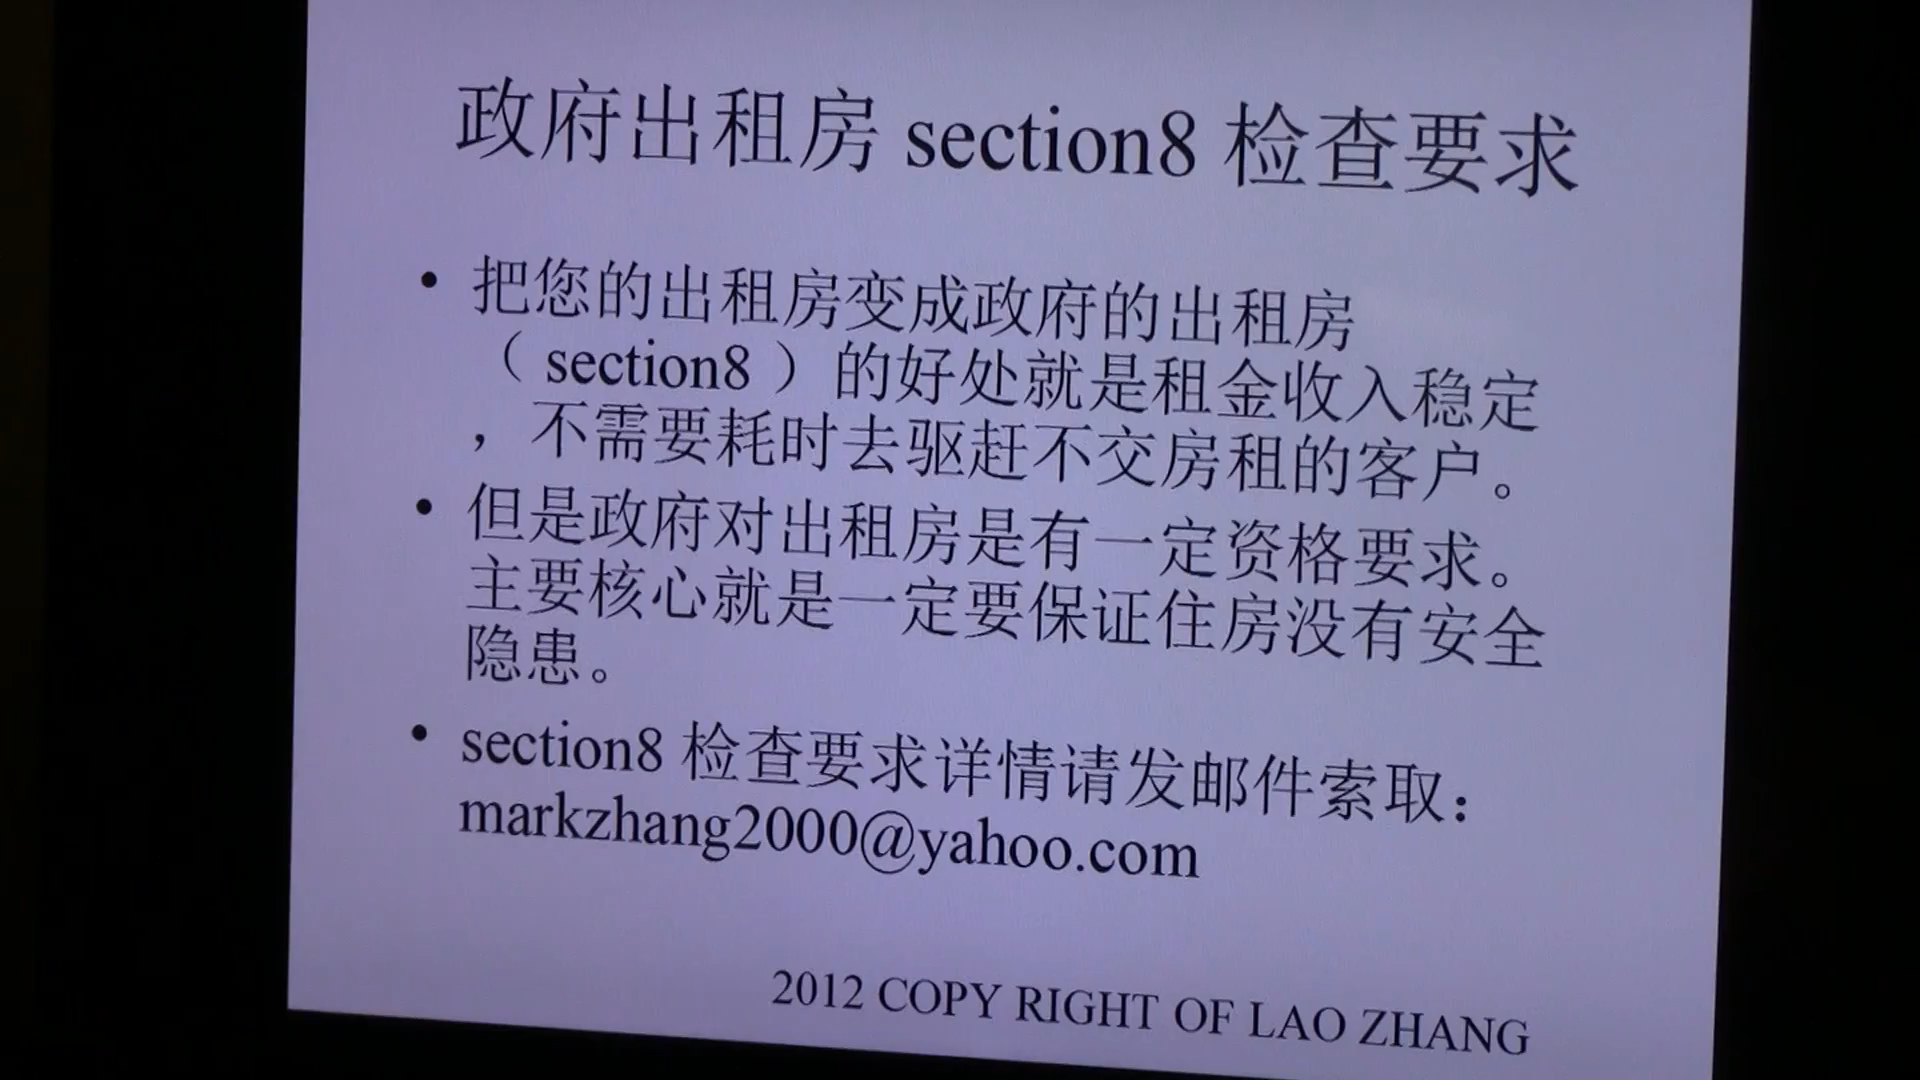 政府出租房 section8 检查要求
• 把您的出租房变成政府的出租房
（ section8 ）的好处就是租金收入稳定
，不需要耗时去驱赶不交房租的客户。
• 但是政府对出租房是有一定资格要求。
主要核心就是一定要保证住房没有安全
隐患。
• section8 检查要求详情请发邮件索取：
markzhang2000@yahoo.com
2012 COPY RIGHT OF LAO ZHANG